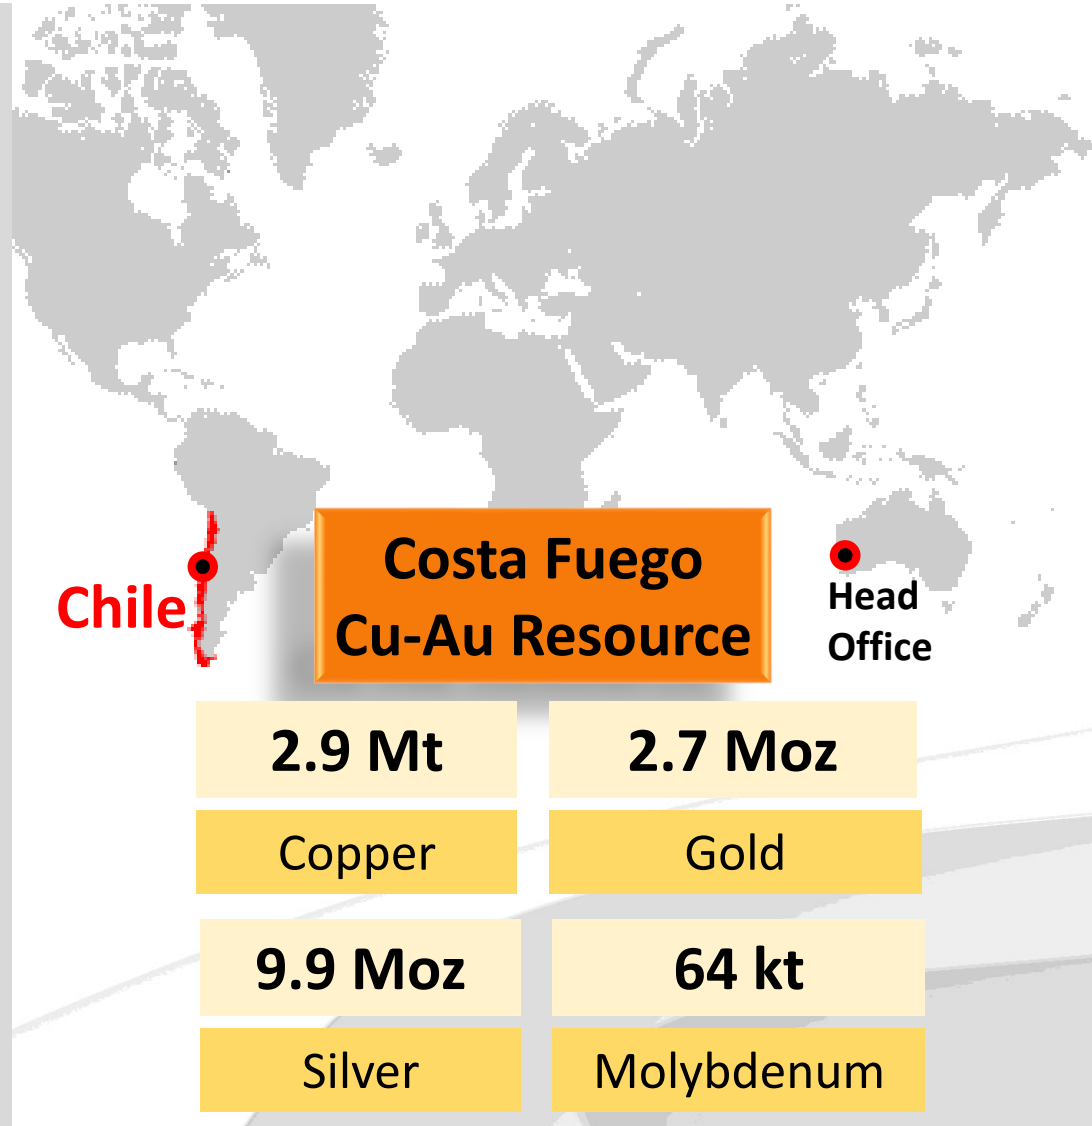 Chile
Costa Fuego
Cu-Au Resource
Head
Office
2.9 Mt
2.7 Moz
Copper
Gold
9.9 Moz
64 kt
Silver
Molybdenum